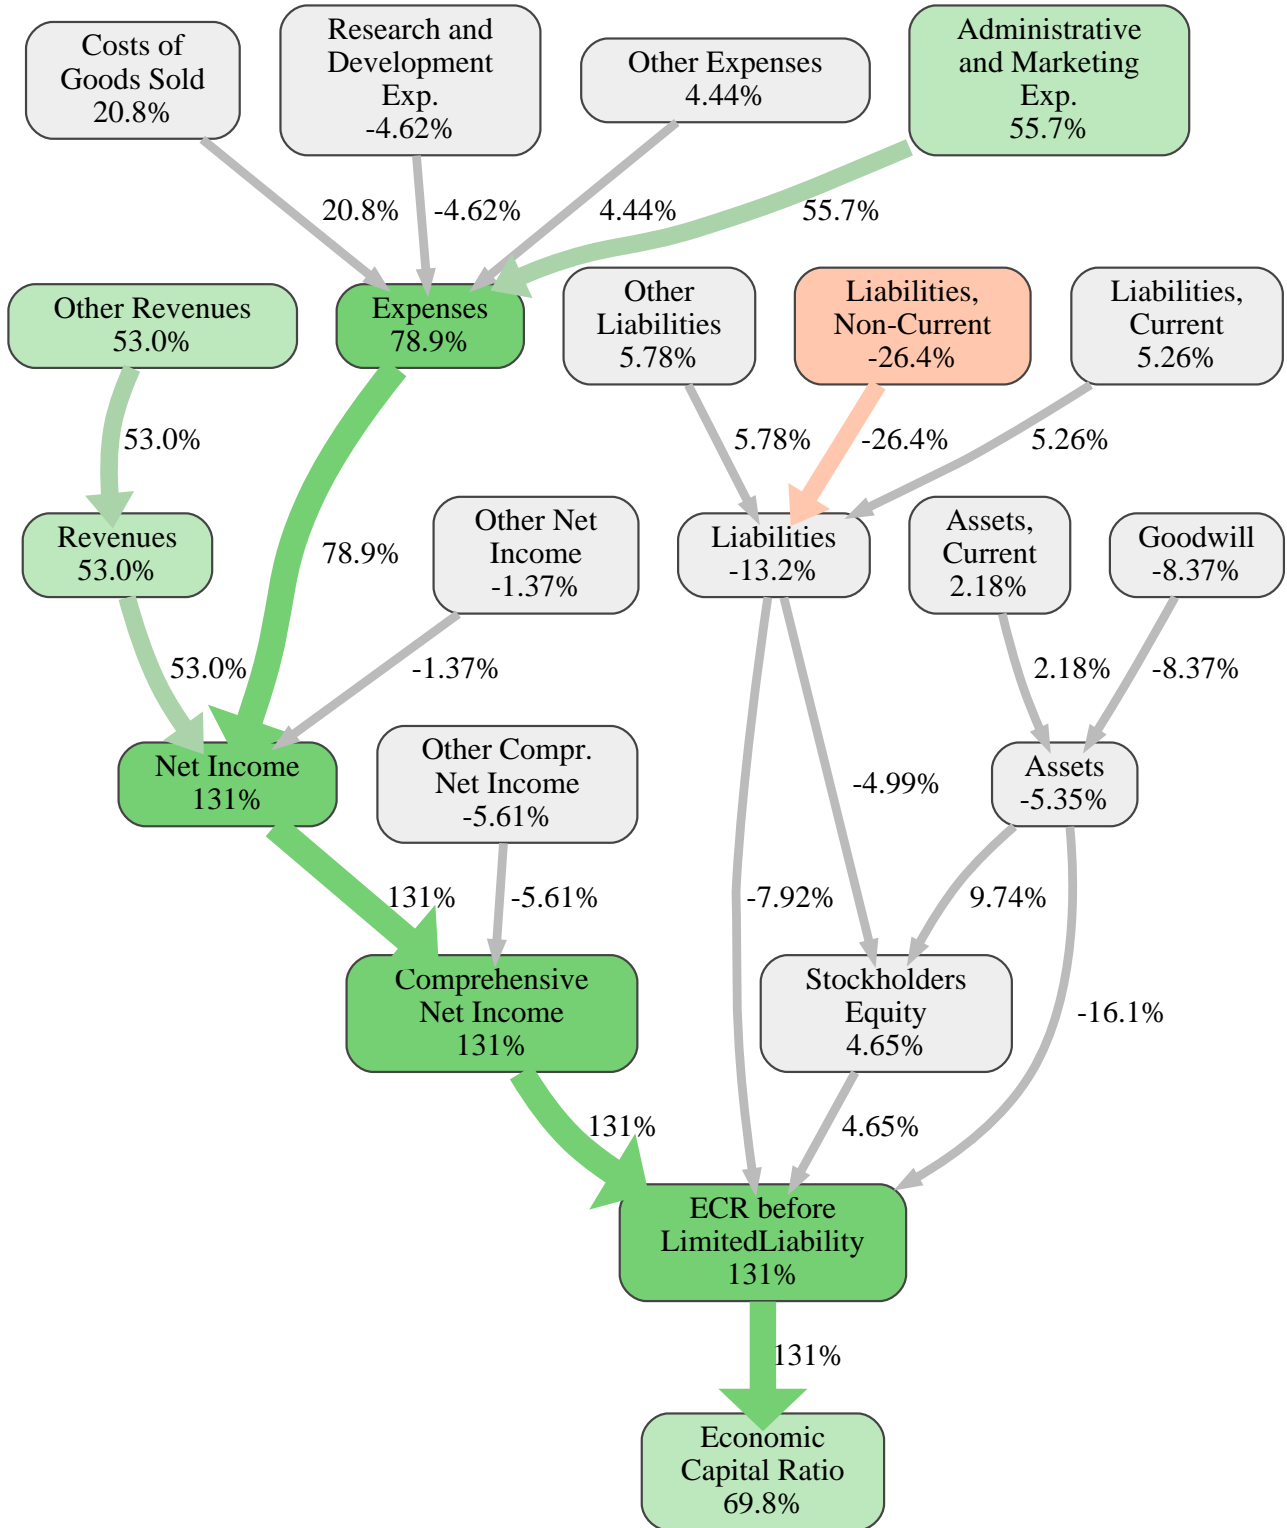 Costs of
Goods Sold
20.8%
Research and
Development
Exp.
-4.62%
Other Expenses
4.44%
Administrative
and Marketing
Exp.
55.7%
20.8%
-4.62%
4.44%
55.7%
Other Revenues
53.0%
Expenses
78.9%
Other
Liabilities
5.78%
Liabilities,
Non-Current
-26.4%
Liabilities,
Current
5.26%
53.0%
5.78%
-26.4%
5.26%
Revenues
53.0%
78.9%
Other Net
Income
-1.37%
Liabilities
-13.2%
Assets,
Current
2.18%
Goodwill
-8.37%
53.0%
-1.37%
2.18%
-8.37%
Net Income
131%
Other Compr.
Net Income
-5.61%
-4.99%
Assets
-5.35%
131%
-5.61%
-7.92%
9.74%
Comprehensive
Net Income
131%
Stockholders
Equity
4.65%
-16.1%
131%
4.65%
ECR before
LimitedLiability
131%
131%
Economic
Capital Ratio
69.8%